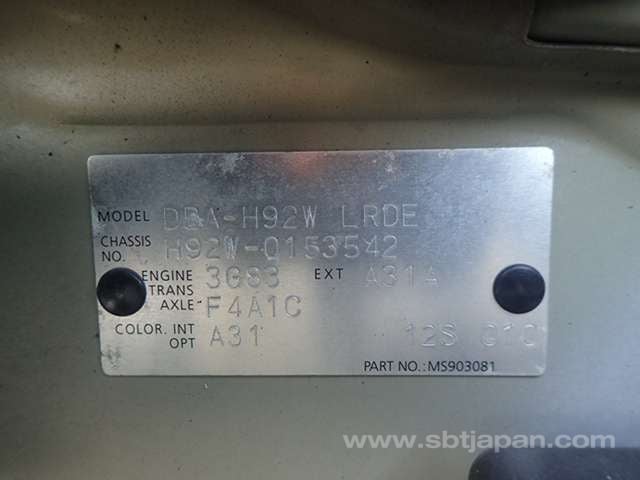 MODEL DBA-H92W LRDE
CHASSIS NO. H92W-0153542
ENGINE 3G83 EXT A31A
TRANS AXLE F4A1C
COLOR. INT OPT A31 12S
PART NO.:MS903081
www.sbtjapan.com